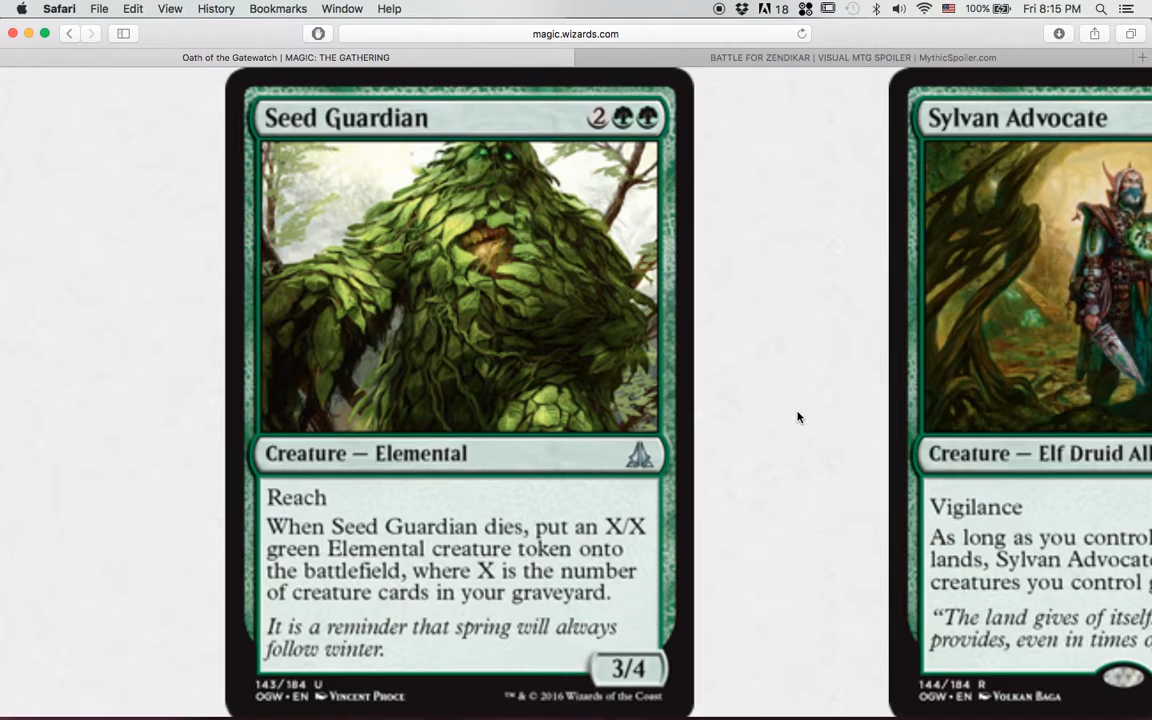 Safari File Edit View History Bookmarks Window Help 18 100% Fri 8:15 PM
magic.wizards.com
Oath of the Gatewatch | MAGIC: THE GATHERING
BATTLE FOR ZENDIKAR | VISUAL MTG SPOILER | MythicSpoiler.com
Seed Guardian 2
Creature — Elemental
Reach
When Seed Guardian dies, put an X/X
green Elemental creature token onto
the battlefield, where X is the number
of creature cards in your graveyard.
It is a reminder that spring will always
follow winter.
3/4
143/184 U
OGW • EN VINCENT PROCE
™ & © 2016 Wizards of the Coast
Sylvan Advocate
Creature — Elf Druid All
Vigilance
As long as you control
lands, Sylvan Advocat
creatures you control
“The land gives of itself
provides, even in times o
144/184 R
OGW • EN VOLKAN BAGA